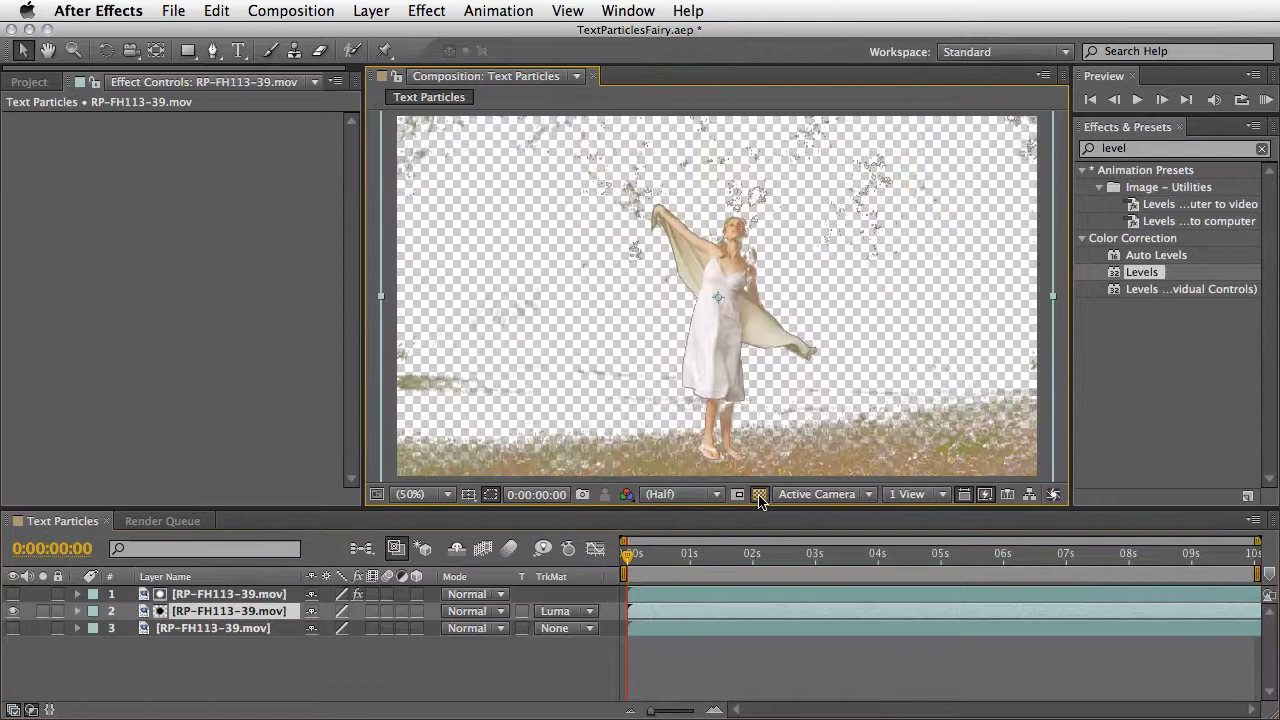 After Effects File Edit Composition Layer Effect Animation View Window Help
TextParticlesFairy.aep *
Workspace: Standard Search Help
Project Effect Controls: RP-FH113-39.mov Composition: Text Particles Preview
Text Particles • RP-FH113-39.mov
Text Particles
Effects & Presets
level
* Animation Presets
Image – Utilities
Levels ...uter to video
Levels ...to computer
Color Correction
16 Auto Levels
32 Levels
32 Levels ...vidual Controls)
(50%) 0:00:00:00 (Half) Active Camera 1 View
Text Particles Render Queue
0:00:00:00
:00s 01s 02s 03s 04s 05s 06s 07s 08s 09s 10s
# Layer Name Mode T TrkMat
1 [RP-FH113-39.mov] Normal
2 [RP-FH113-39.mov] Normal Luma
3 [RP-FH113-39.mov] Normal None